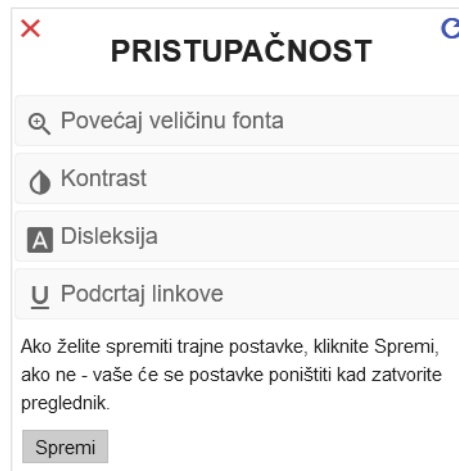 PRISTUPAČNOST
Povećaj veličinu fonta
Kontrast
A Disleksija
U Podcrtaj linkove
Ako želite spremiti trajne postavke, kliknite Spremi,
ako ne - vaše će se postavke poništiti kad zatvorite
preglednik.
Spremi